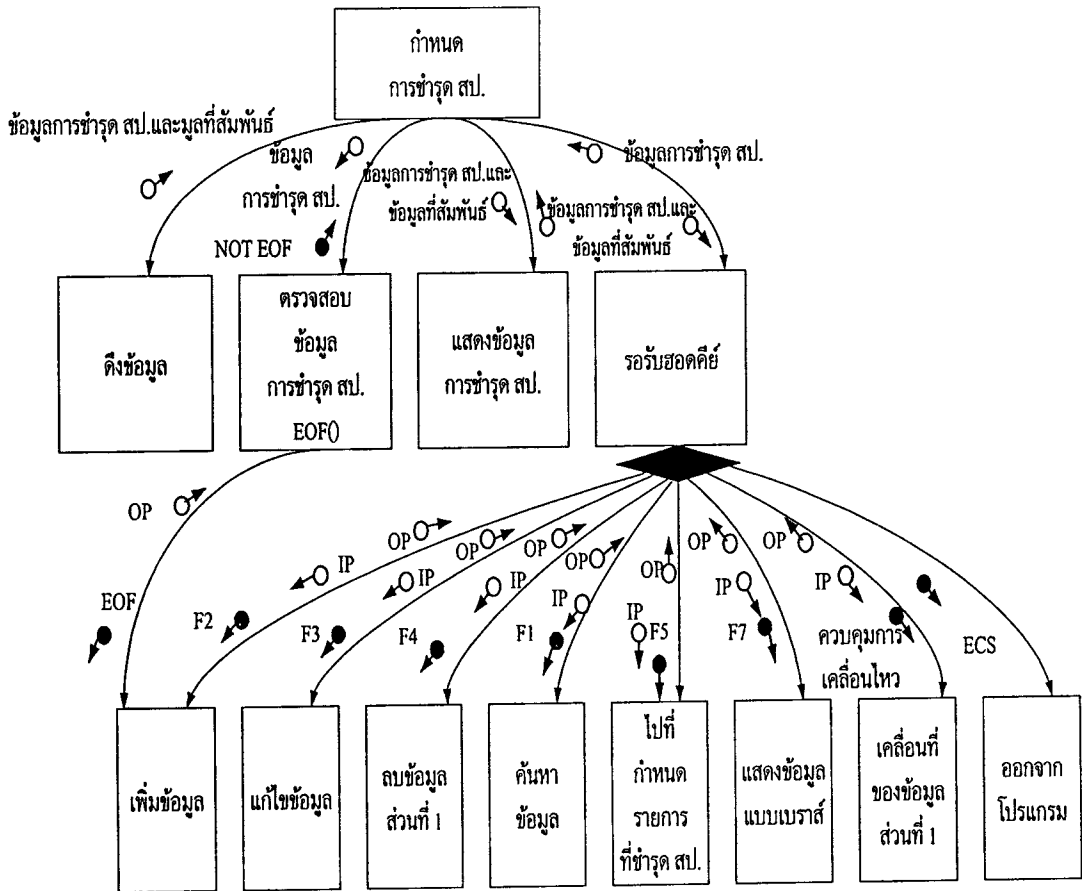 กำหนด
การชำรุด สป.
ข้อมูลการชำรุด สป.และมูลที่สัมพันธ์
ข้อมูล
การชำรุด สป.
NOT EOF
ข้อมูลการชำรุด สป.และ
ข้อมูลที่สัมพันธ์
ข้อมูลการชำรุด สป.
ข้อมูลการชำรุด สป.และ
ข้อมูลที่สัมพันธ์
ดึงข้อมูล
ตรวจสอบ
ข้อมูล
การชำรุด สป.
EOF()
แสดงข้อมูล
การชำรุด สป.
รอรับฮอดคีย์
OP
EOF
OP
IP
F2
OP
IP
F3
OP
IP
F4
OP
IP
F1
OP
IP
F5
OP
IP
F7
OP
IP
ควบคุมการ
เคลื่อนไหว
ECS
เพิ่มข้อมูล
แก้ไขข้อมูล
ลบข้อมูล
ส่วนที่ 1
ค้นหา
ข้อมูล
ไปที่
กำหนด
รายการ
ที่ชำรุด สป.
แสดงข้อมูล
แบบเบราส์
เคลื่อนที่
ของข้อมูล
ส่วนที่ 1
ออกจาก
โปรแกรม